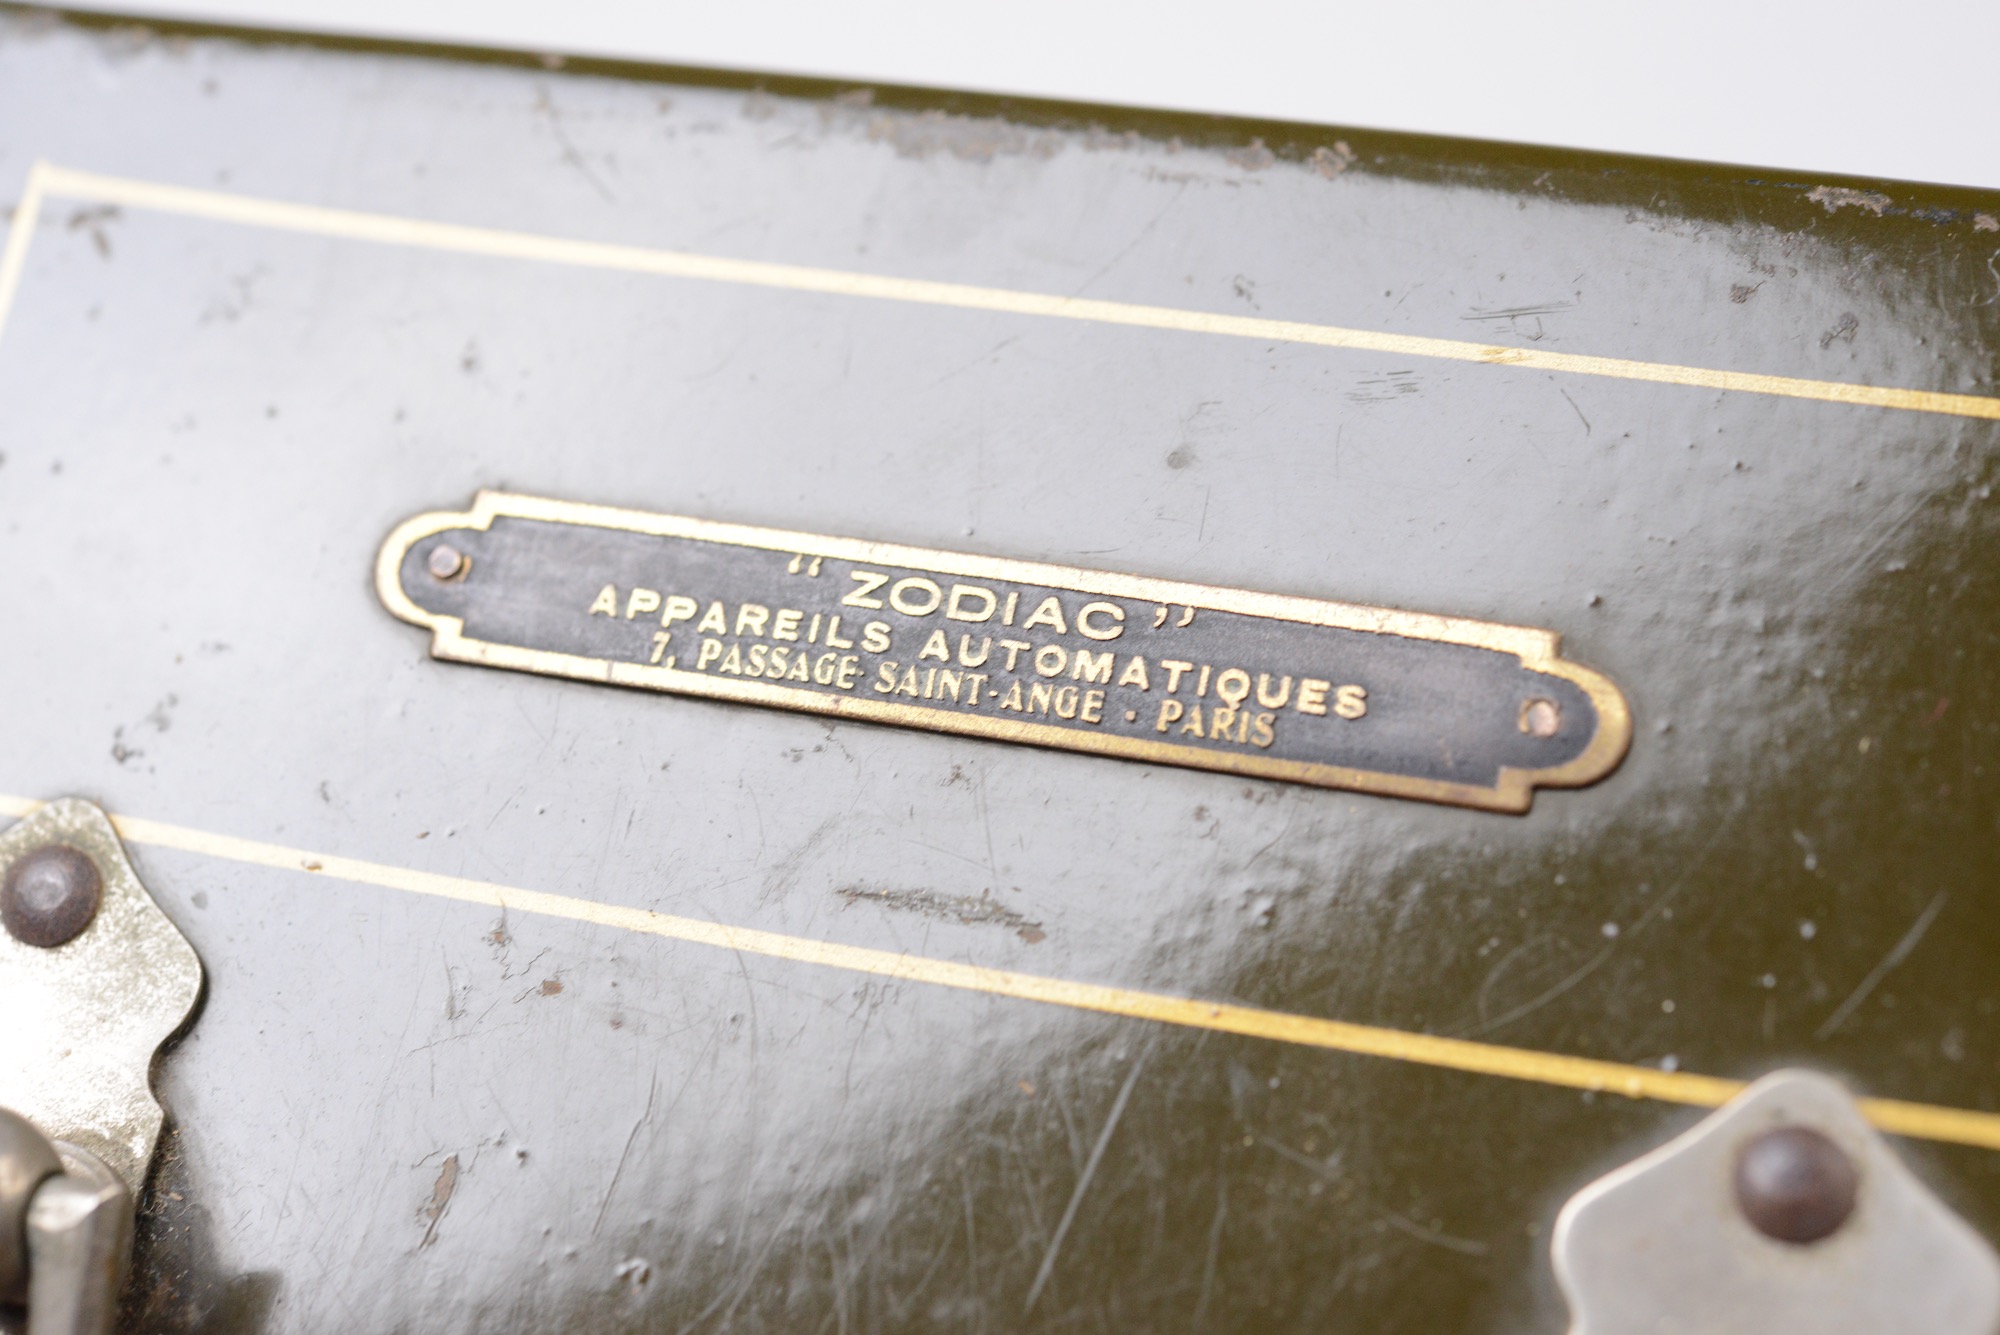 “ ZODIAC ”
APPAREILS AUTOMATIQUES
7, PASSAGE SAINT-ANGE · PARIS